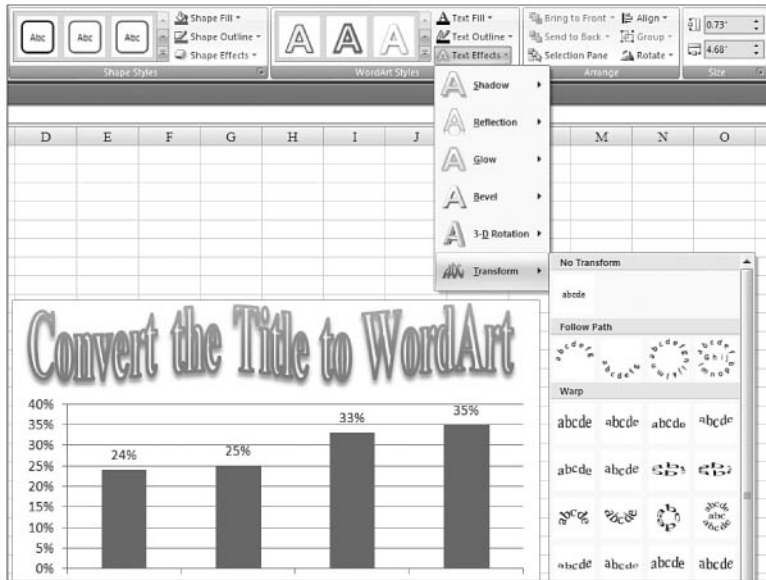 Abc Abc Abc
Shape Fill
Shape Outline
Shape Effects
Shape Styles
A A A
Text Fill
Text Outline
Text Effects
WordArt Styles
Bring to Front
Send to Back
Selection Pane
Align
Group
Rotate
Arrange
0.73"
4.68"
Size
Shadow
Reflection
Glow
Bevel
3-D Rotation
Transform
D E F G H I J M N O
No Transform
abcde
Follow Path
Warp
abcde abcde abcde abcde
abcde abcde
abcde abcde
abcde abcde abcde abcde
Convert the Title to WordArt
40%
35%
30%
25%
20%
15%
10%
5%
0%
24% 25% 33% 35%